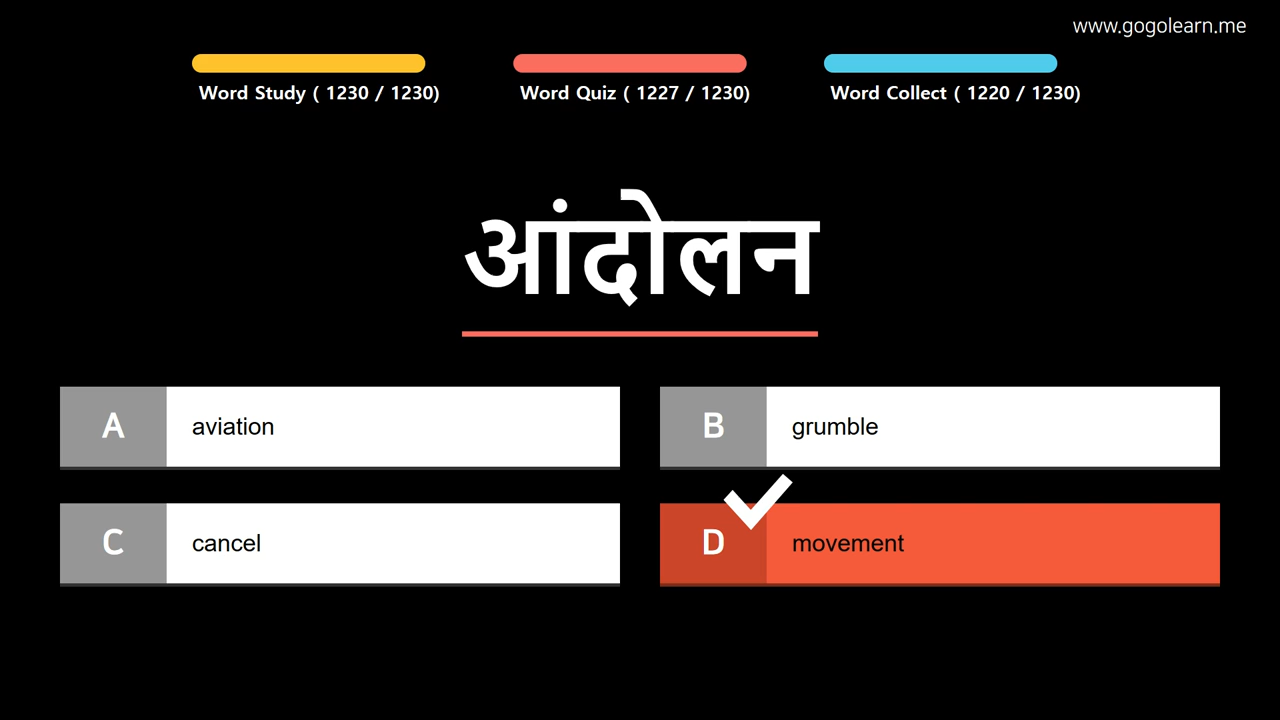 www.gogolearn.me
Word Study ( 1230 / 1230)
Word Quiz ( 1227 / 1230)
Word Collect ( 1220 / 1230)
आंदोलन
A aviation
B grumble
C cancel
D movement